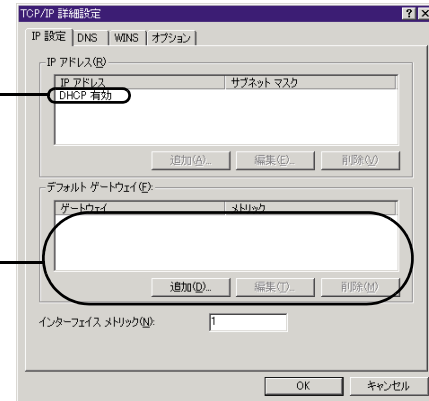 TCP/IP 詳細設定
IP 設定 DNS WINS オプション
IP アドレス(R)
IP アドレス サブネット マスク
DHCP 有効
追加(A)... 編集(E)... 削除(V)
デフォルト ゲートウェイ(F):
ゲートウェイ メトリック
追加(D)... 編集(T)... 削除(M)
インターフェイス メトリック(N): 1
OK キャンセル